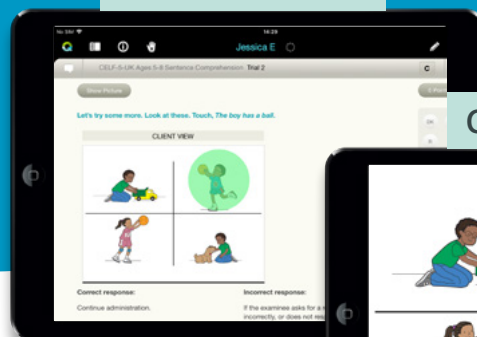 No SIM
14:29
Jessica E
CELF-5-UK Ages 5-8 Sentence Comprehension Trial 2
C
Show Picture
Let's try some more. Look at these. Touch, The boy has a ball.
CLIENT VIEW
Correct response:
Continue administration.
Incorrect response:
If the examinee asks for a
incorrectly, or does not